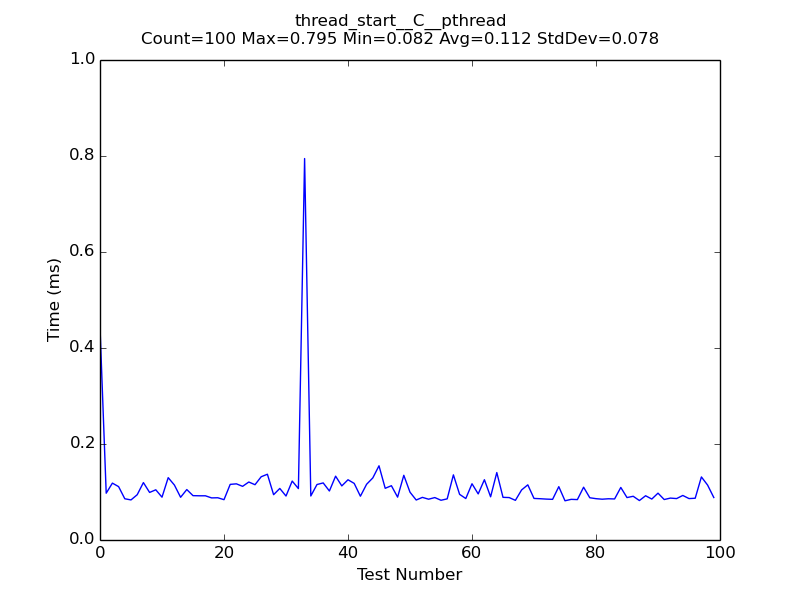 thread_start__C__pthread
Count=100 Max=0.795 Min=0.082 Avg=0.112 StdDev=0.078
1.0
0.8
0.6
0.4
0.2
0.0
Time (ms)
0 20 40 60 80 100
Test Number